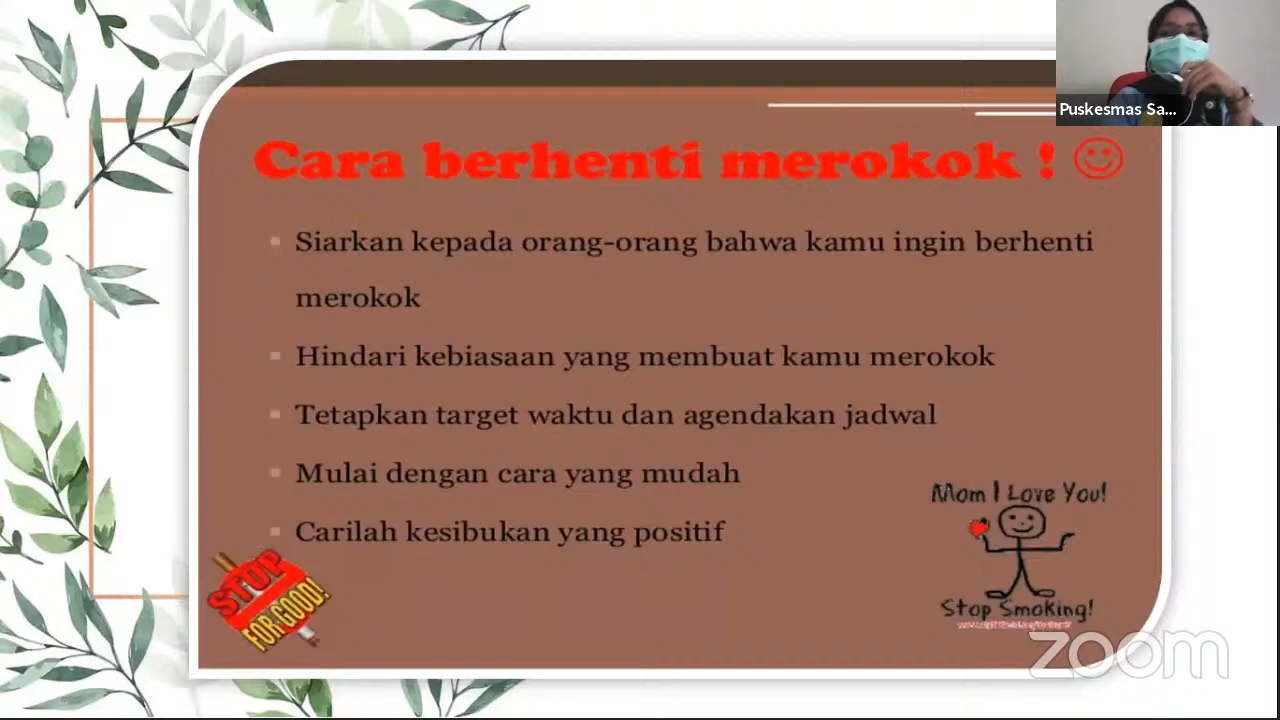 Puskesmas Sa...
Cara berhenti merokok ! ☺
Siarkan kepada orang-orang bahwa kamu ingin berhenti
merokok
Hindari kebiasaan yang membuat kamu merokok
Tetapkan target waktu dan agendakan jadwal
Mulai dengan cara yang mudah
Carilah kesibukan yang positif
STOP
FOR GOOD!
Mom I Love You!
Stop Smoking!
zoom